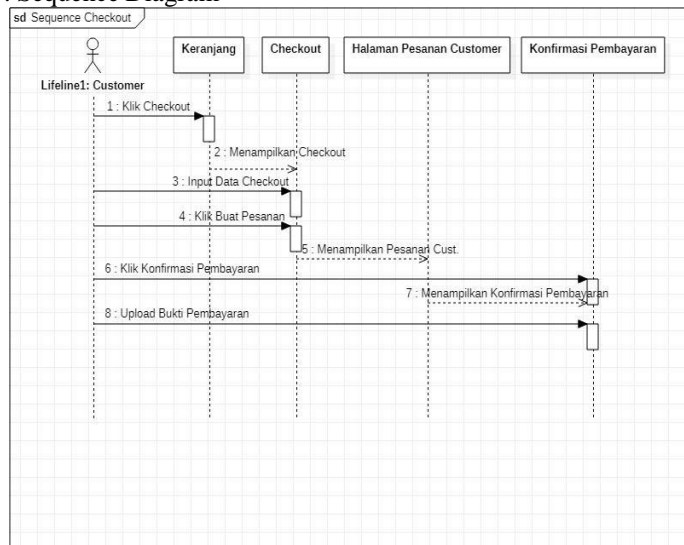 . Sequence Diagram
sd Sequence Checkout
Keranjang
Checkout
Halaman Pesanan Customer
Konfirmasi Pembayaran
Lifeline1: Customer
1 : Klik Checkout
2 : Menampilkan Checkout
3 : Input Data Checkout
4 : Klik Buat Pesanan
5 : Menampilkan Pesanan Cust.
6 : Klik Konfirmasi Pembayaran
7 : Menampilkan Konfirmasi Pembayaran
8 : Upload Bukti Pembayaran